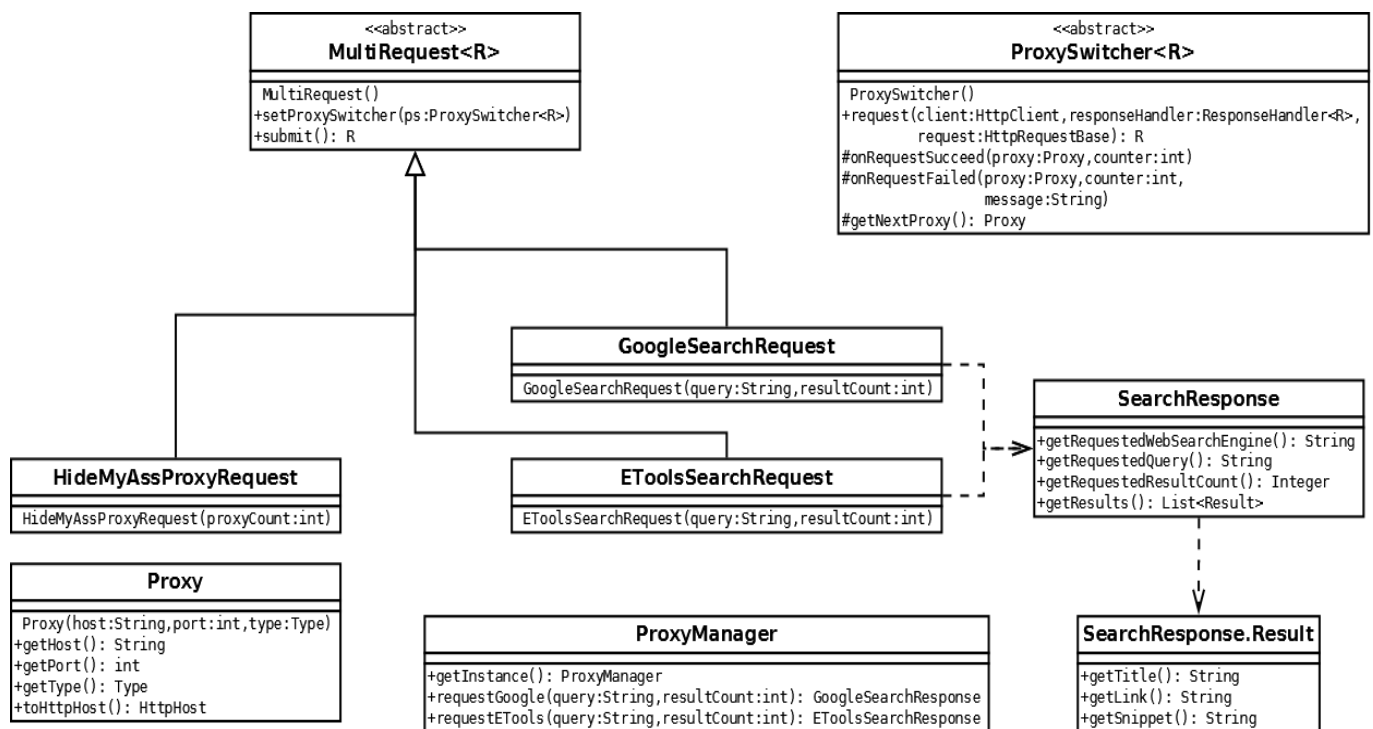 <<abstract>>
MultiRequest<R>
MultiRequest()
+setProxySwitcher(ps:ProxySwitcher<R>)
+submit(): R
<<abstract>>
ProxySwitcher<R>
ProxySwitcher()
+request(client:HttpClient,responseHandler:ResponseHandler<R>,
request:HttpRequestBase): R
#onRequestSucceed(proxy:Proxy,counter:int)
#onRequestFailed(proxy:Proxy,counter:int,
message:String)
#getNextProxy(): Proxy
GoogleSearchRequest
GoogleSearchRequest(query:String,resultCount:int)
SearchResponse
+getRequestedWebSearchEngine(): String
+getRequestedQuery(): String
+getRequestedResultCount(): Integer
+getResults(): List<Result>
HideMyAssProxyRequest
HideMyAssProxyRequest(proxyCount:int)
EToolsSearchRequest
EToolsSearchRequest(query:String,resultCount:int)
Proxy
Proxy(host:String,port:int,type:Type)
+getHost(): String
+getPort(): int
+getType(): Type
+toHttpHost(): HttpHost
ProxyManager
+getInstance(): ProxyManager
+requestGoogle(query:String,resultCount:int): GoogleSearchResponse
+requestETools(query:String,resultCount:int): EToolsSearchResponse
SearchResponse.Result
+getTitle(): String
+getLink(): String
+getSnippet(): String